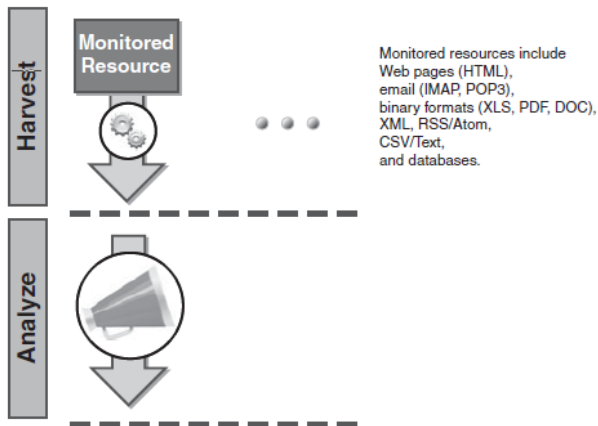 Harvest
Monitored
Resource
Monitored resources include
Web pages (HTML),
email (IMAP, POP3),
binary formats (XLS, PDF, DOC),
XML, RSS/Atom,
CSV/Text,
and databases.
Analyze